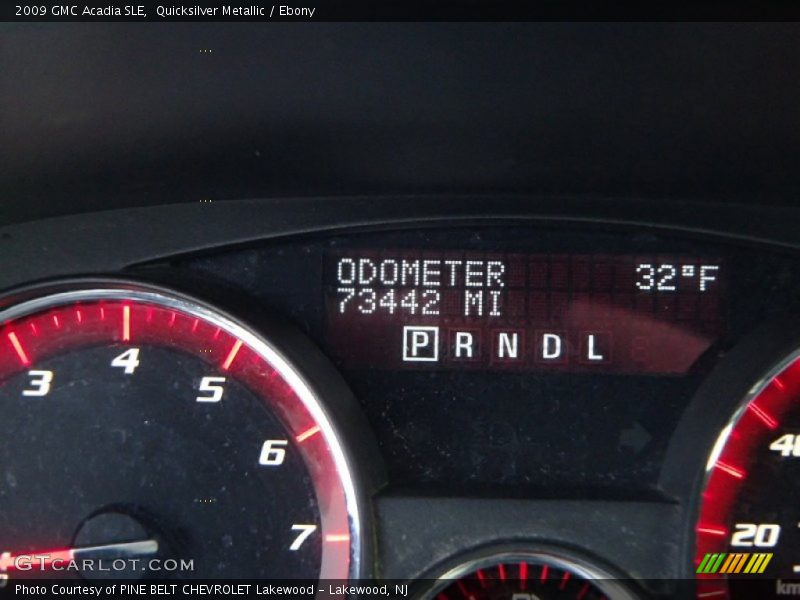 2009 GMC Acadia SLE,  Quicksilver Metallic / Ebony
ODOMETER 32°F
73442 MI
P R N D L
3 4 5 6 7
40
20
km
GTCARLOT.COM
Photo Courtesy of PINE BELT CHEVROLET Lakewood - Lakewood, NJ